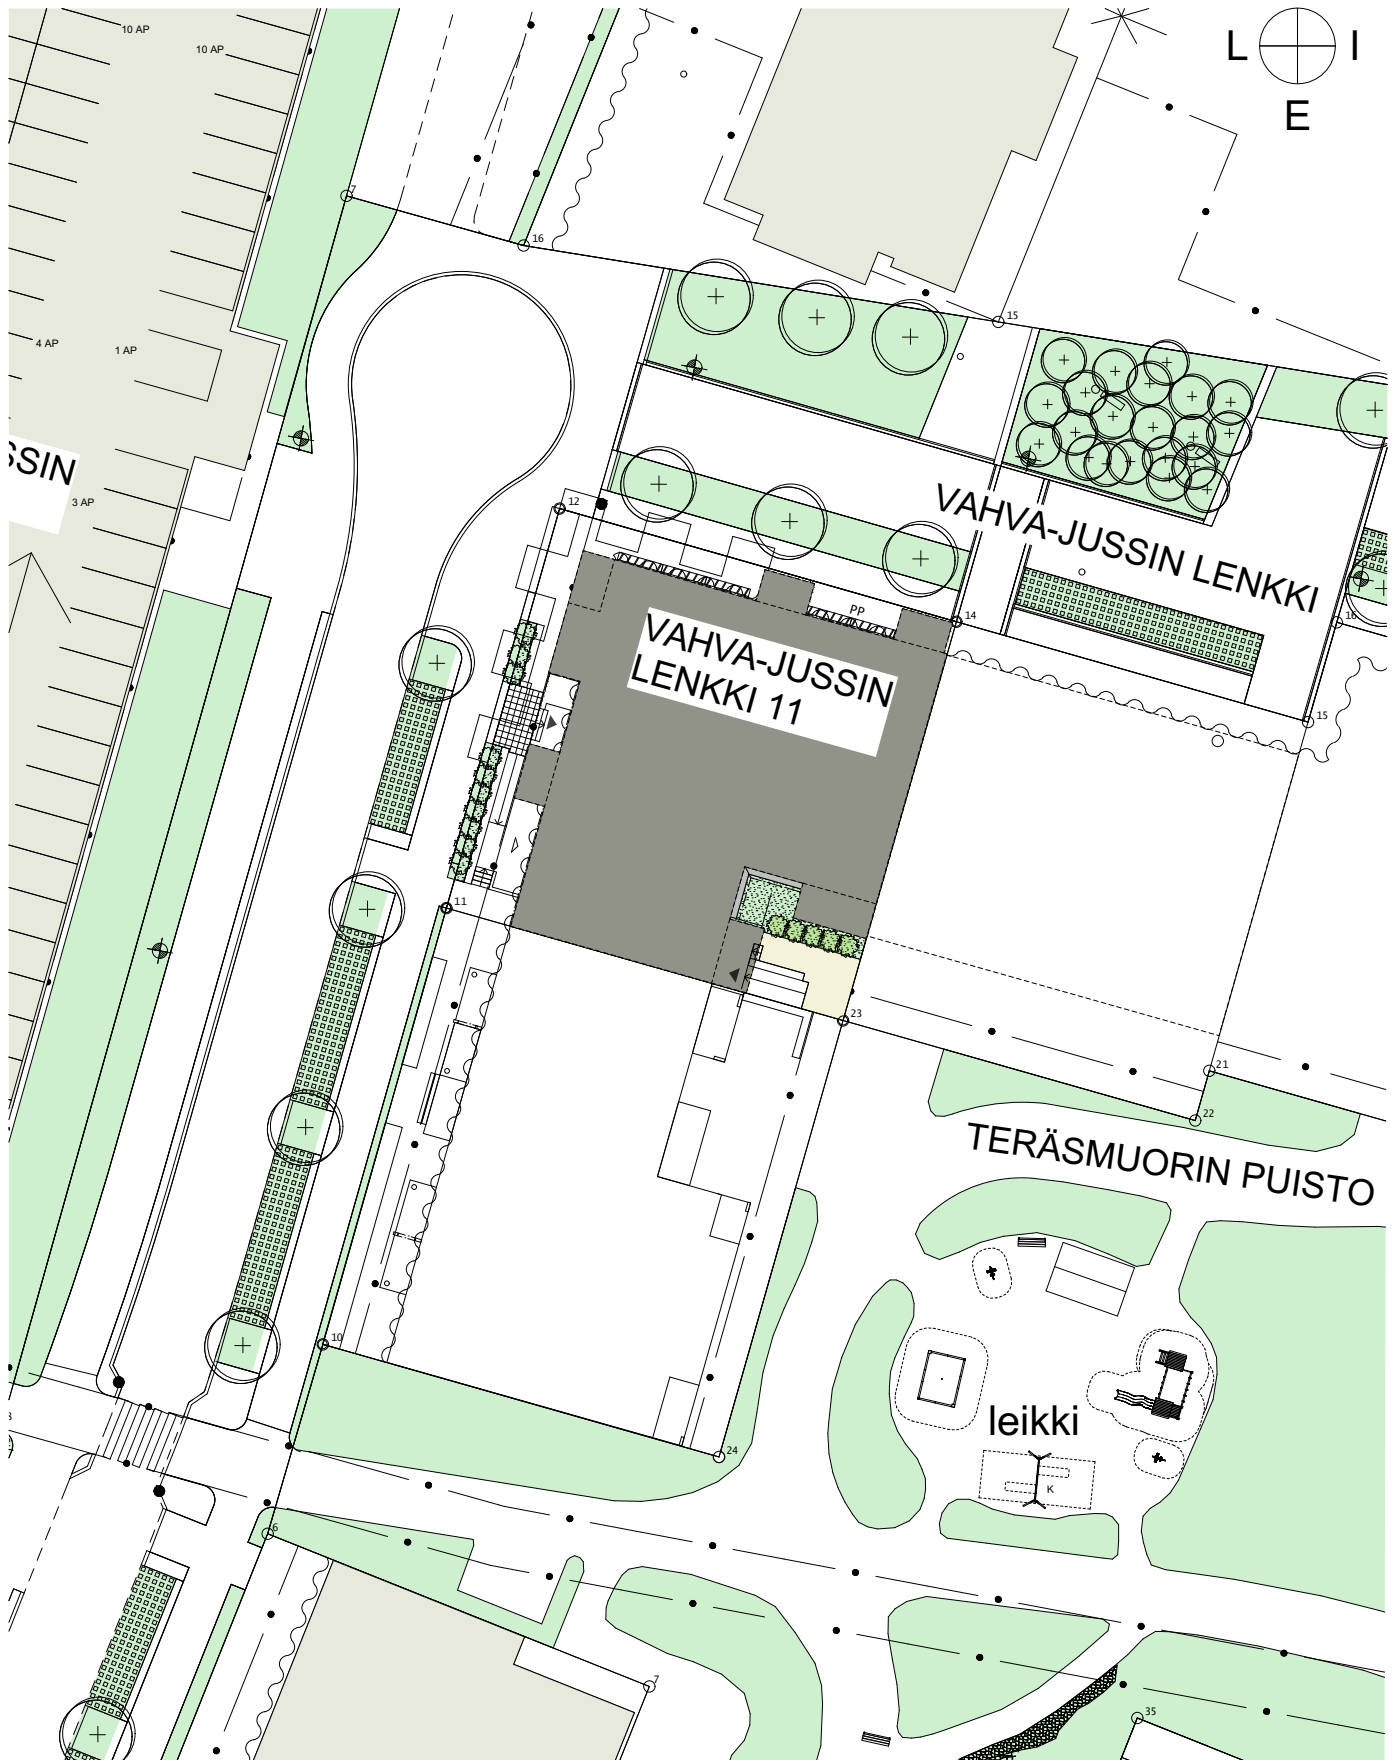 10 AP
10 AP
L I
E
7
16
15
4 AP
1 AP
SSIN
3 AP
12
VAHVA-JUSSIN LENKKI
PP
14
16
VAHVA-JUSSIN
LENKKI 11
15
11
23
21
22
TERÄSMUORIN PUISTO
10
leikki
24
K
6
7
35